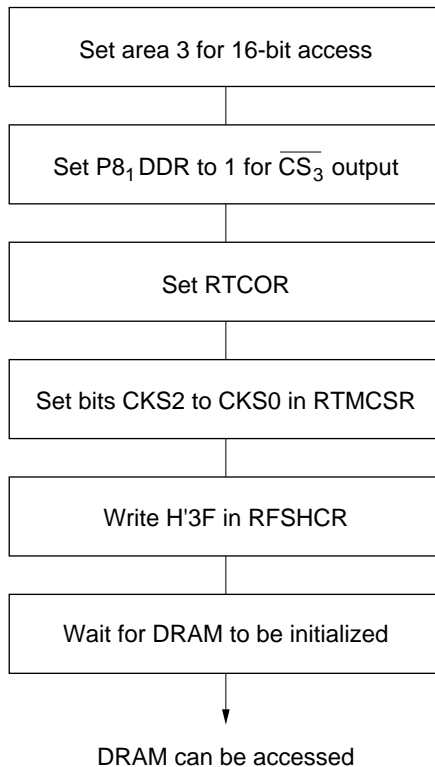 Set area 3 for 16-bit access
Set P8₁ DDR to 1 for C̅S̅₃ output
Set RTCOR
Set bits CKS2 to CKS0 in RTMCSR
Write H'3F in RFSHCR
Wait for DRAM to be initialized
DRAM can be accessed